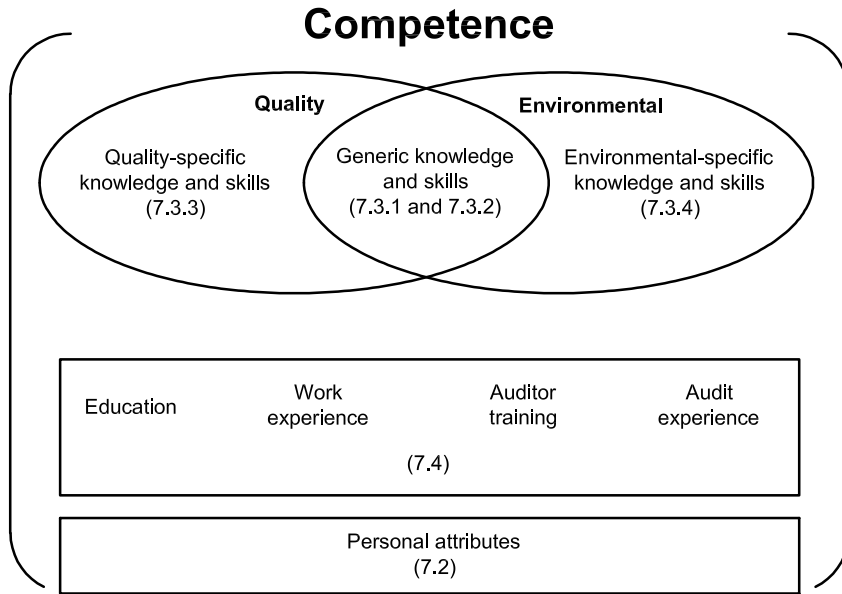 Competence
Quality
Environmental
Quality-specific
knowledge and skills
(7.3.3)
Generic knowledge
and skills
(7.3.1 and 7.3.2)
Environmental-specific
knowledge and skills
(7.3.4)
Education
Work
experience
Auditor
training
Audit
experience
(7.4)
Personal attributes
(7.2)